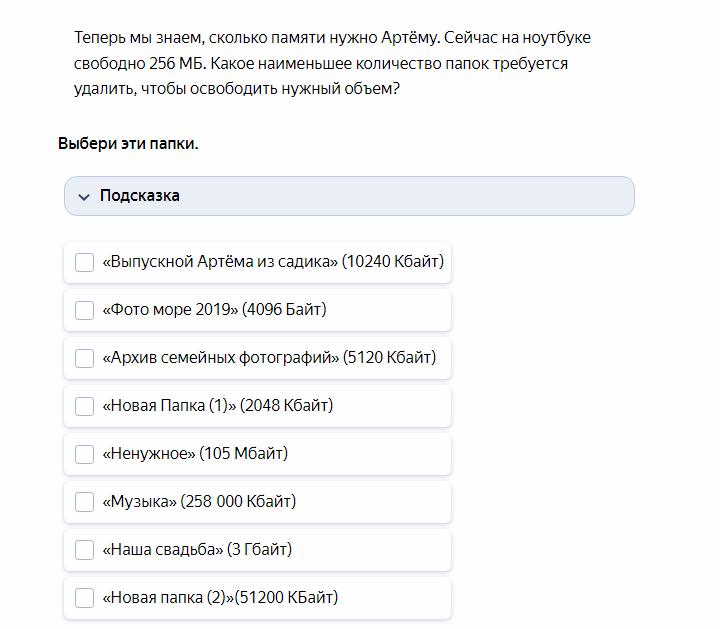 Теперь мы знаем, сколько памяти нужно Артёму. Сейчас на ноутбуке
свободно 256 МБ. Какое наименьшее количество папок требуется
удалить, чтобы освободить нужный объем?
Выбери эти папки.
Подсказка
«Выпускной Артёма из садика» (10240 Кбайт)
«Фото море 2019» (4096 Байт)
«Архив семейных фотографий» (5120 Кбайт)
«Новая Папка (1)» (2048 Кбайт)
«Ненужное» (105 Мбайт)
«Музыка» (258 000 Кбайт)
«Наша свадьба» (3 Гбайт)
«Новая папка (2)»(51200 КБайт)